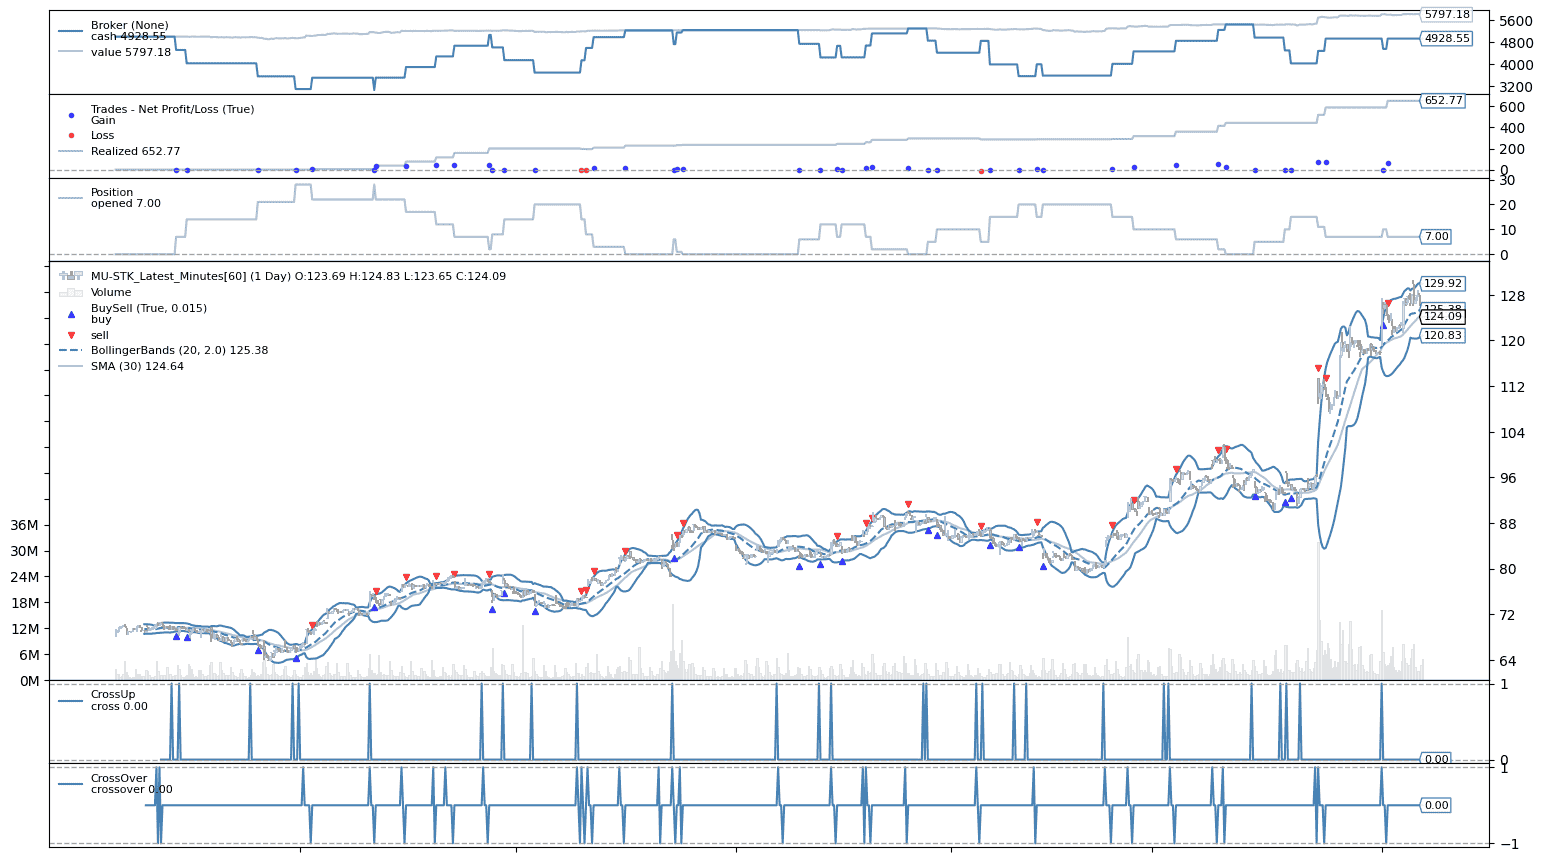 Broker (None)
cash 4928.55
value 5797.18
5797.18
4928.55
5600
4800
4000
3200
Trades - Net Profit/Loss (True)
Gain
Loss
Realized 652.77
652.77
600
400
200
0
Position
opened 7.00
7.00
30
20
10
0
MU-STK_Latest_Minutes[60] (1 Day) O:123.69 H:124.83 L:123.65 C:124.09
Volume
BuySell (True, 0.015)
buy
sell
BollingerBands (20, 2.0) 125.38
SMA (30) 124.64
129.92
125.38
124.09
120.83
128
120
112
104
96
88
80
72
64
36M
30M
24M
18M
12M
6M
0M
CrossUp
cross 0.00
0.00
1
0
CrossOver
crossover 0.00
0.00
1
−1